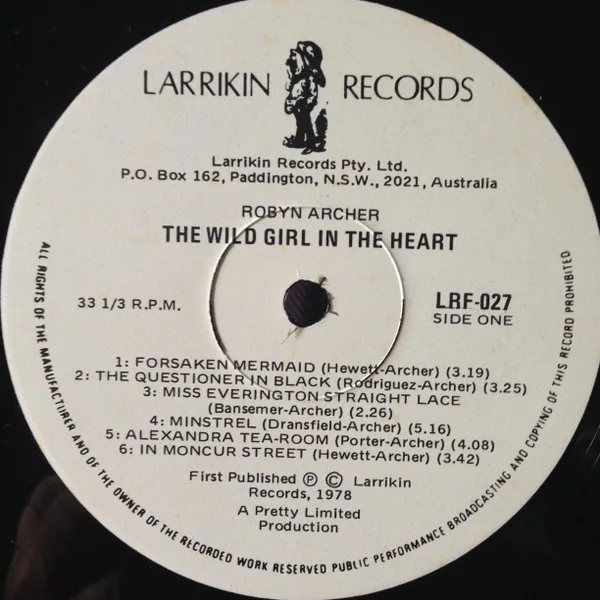 LARRIKIN RECORDS
Larrikin Records Pty. Ltd.
P.O. Box 162, Paddington, N.S.W., 2021, Australia
ROBYN ARCHER
THE WILD GIRL IN THE HEART
33 1/3 R.P.M.
LRF-027
SIDE ONE
1: FORSAKEN MERMAID (Hewett-Archer) (3.19)
2: THE QUESTIONER IN BLACK (Rodriguez-Archer) (3.25)
3: MISS EVERINGTON STRAIGHT LACE
(Bansemer-Archer) (2.26)
4: MINSTREL (Dransfield-Archer) (5.16)
5: ALEXANDRA TEA-ROOM (Porter-Archer) (4.08)
6: IN MONCUR STREET (Hewett-Archer) (3.42)
First Published Ⓟ © Larrikin
Records, 1978
A Pretty Limited
Production
ALL RIGHTS OF THE MANUFACTURER AND OF THE OWNER OF THE RECORDED WORK RESERVED PUBLIC PERFORMANCE BROADCASTING AND COPYING OF THIS RECORD PROHIBITED